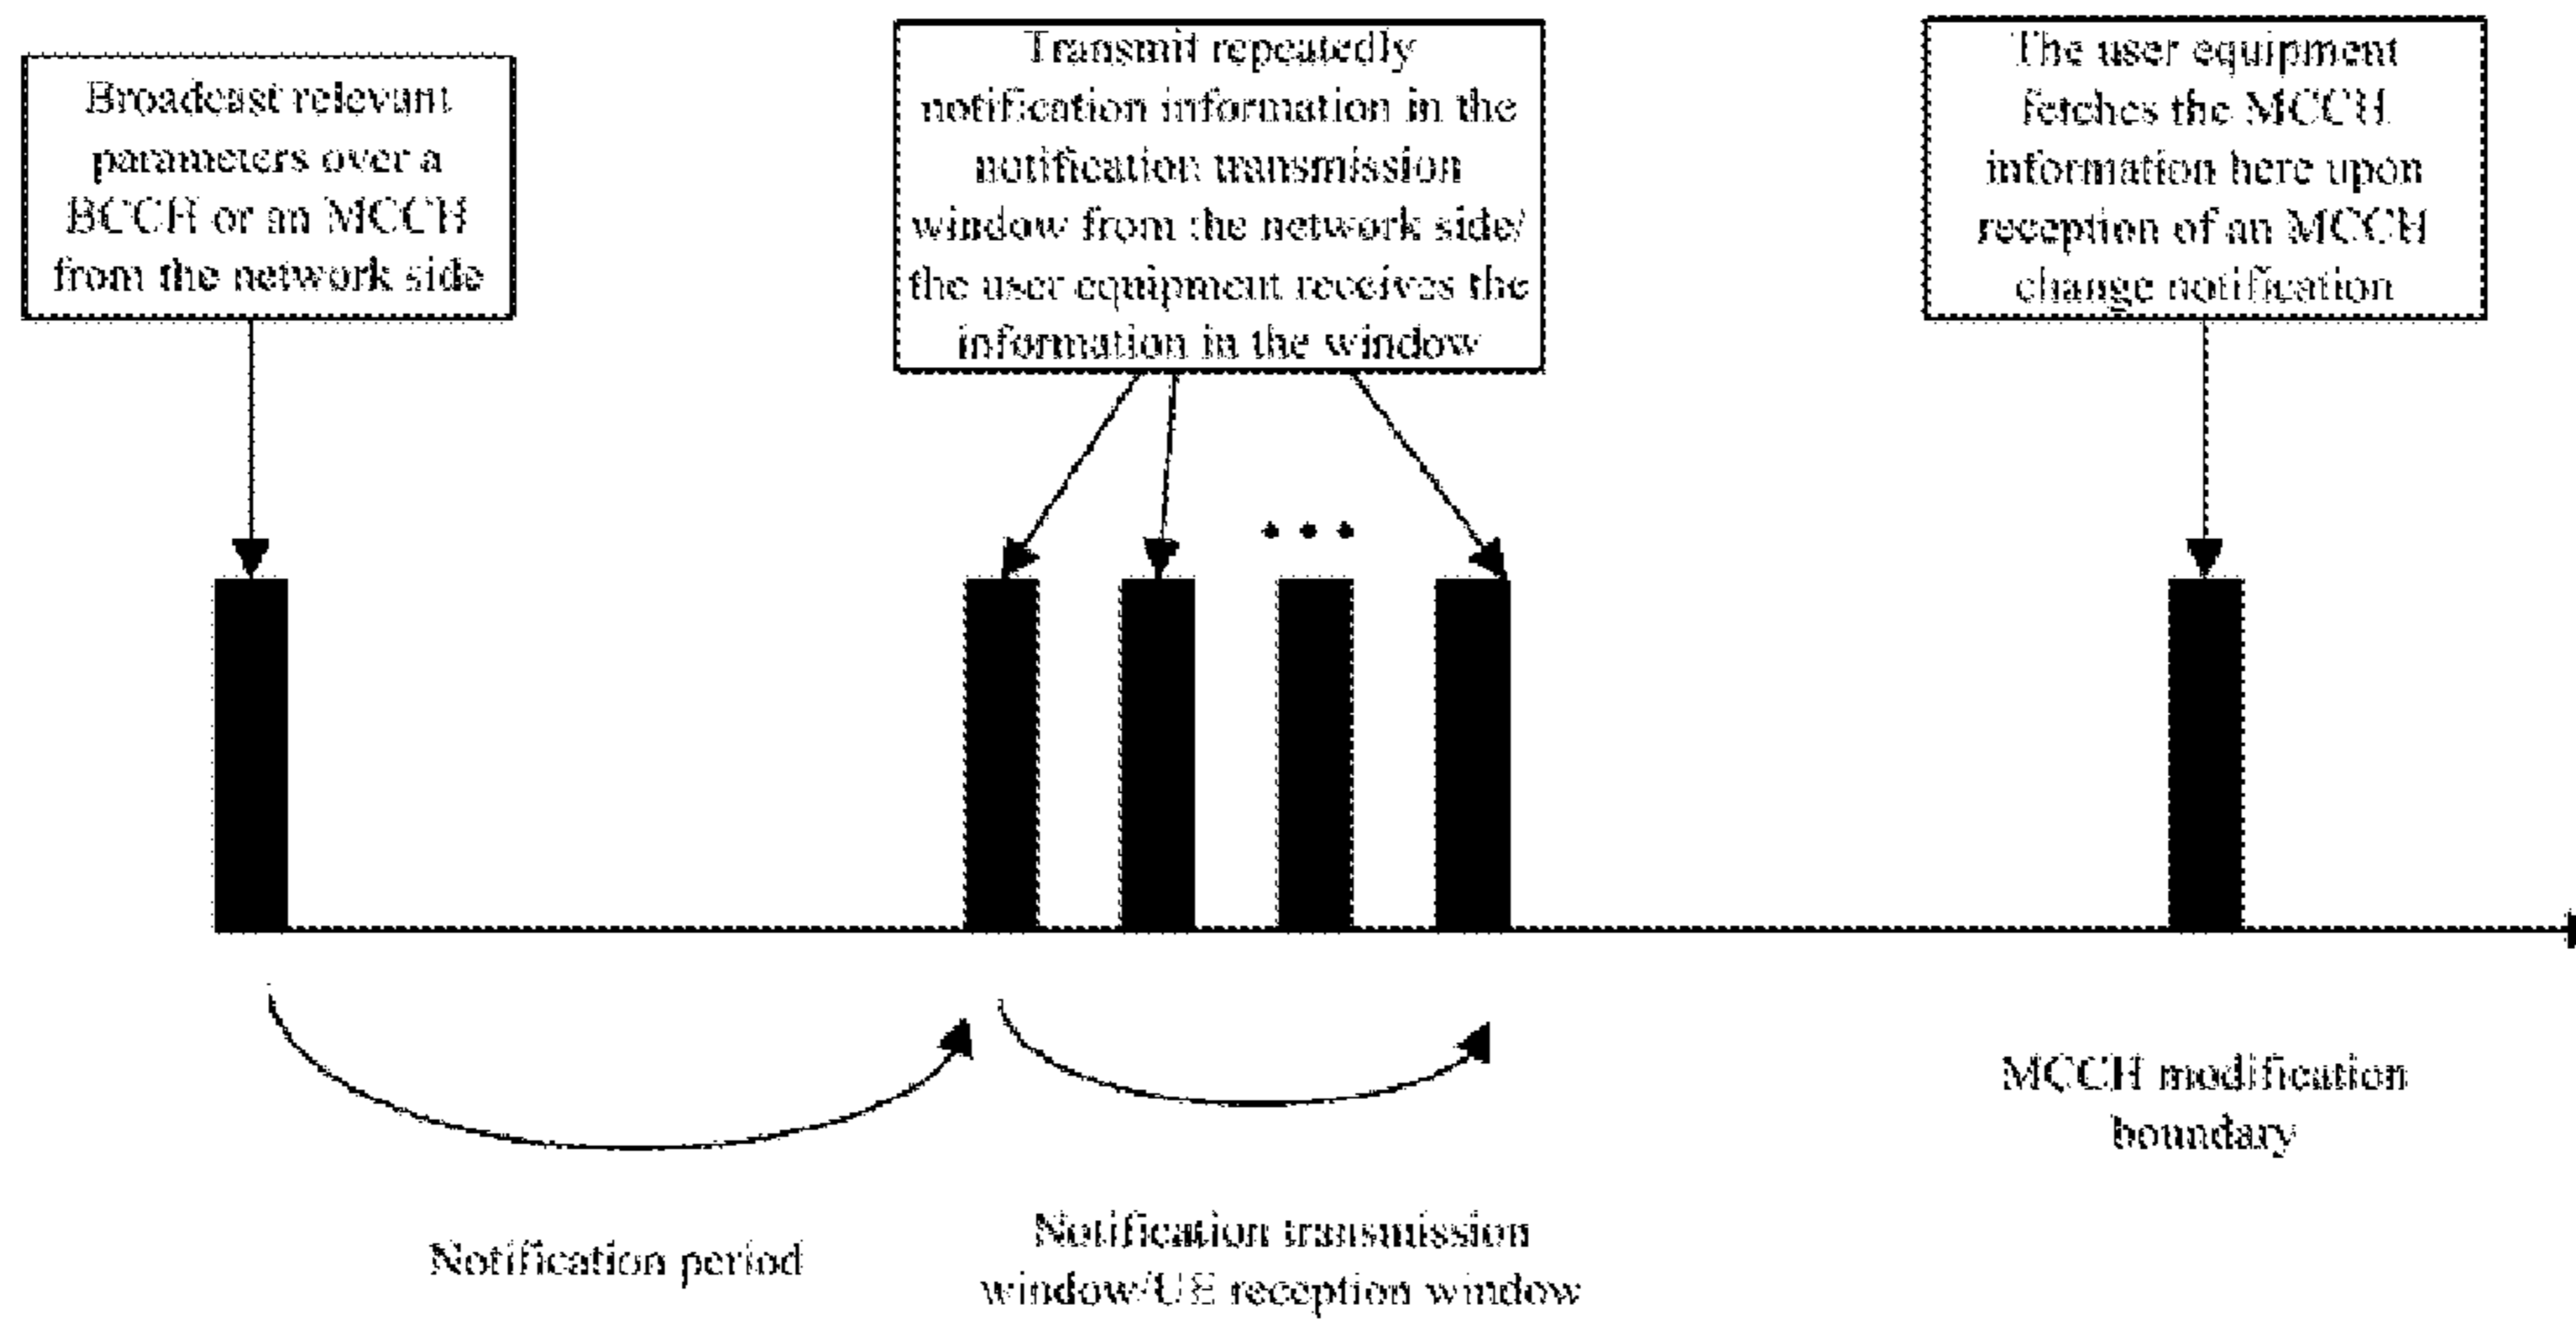 Broadcast relevant
parameters over a
BCCH or an MCCH
from the network side
Transmit repeatedly
notification information in the
notification transmission
window from the network side/
the user equipment receives the
information in the window
The user equipment
fetches the MCCH
information here upon
reception of an MCCH
change notification
Notification period
Notification transmission
window/UE reception window
MCCH modification
boundary